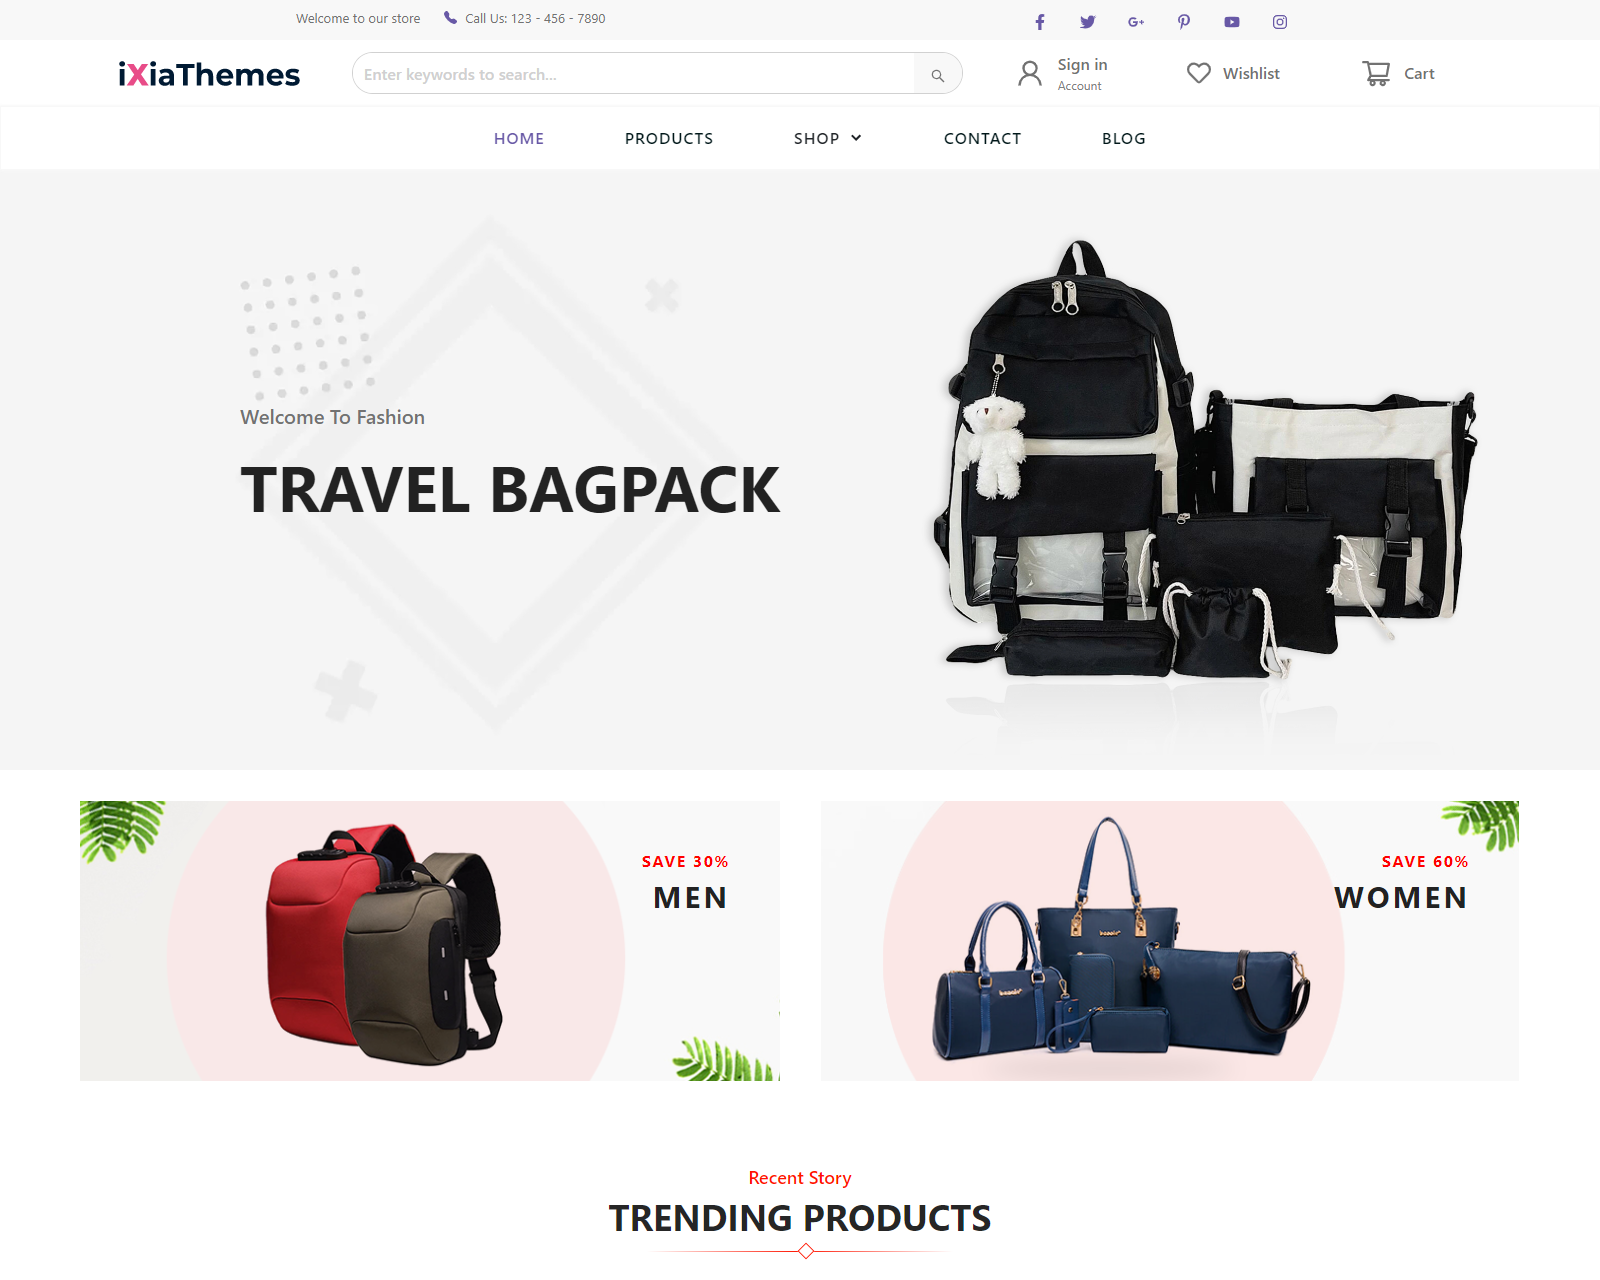 Welcome to our store
Call Us: 123 - 456 - 7890
iXiaThemes
Enter keywords to search...
Sign in
Account
Wishlist
Cart
HOME
PRODUCTS
SHOP
CONTACT
BLOG
Welcome To Fashion
TRAVEL BAGPACK
SAVE 30%
MEN
SAVE 60%
WOMEN
Recent Story
TRENDING PRODUCTS